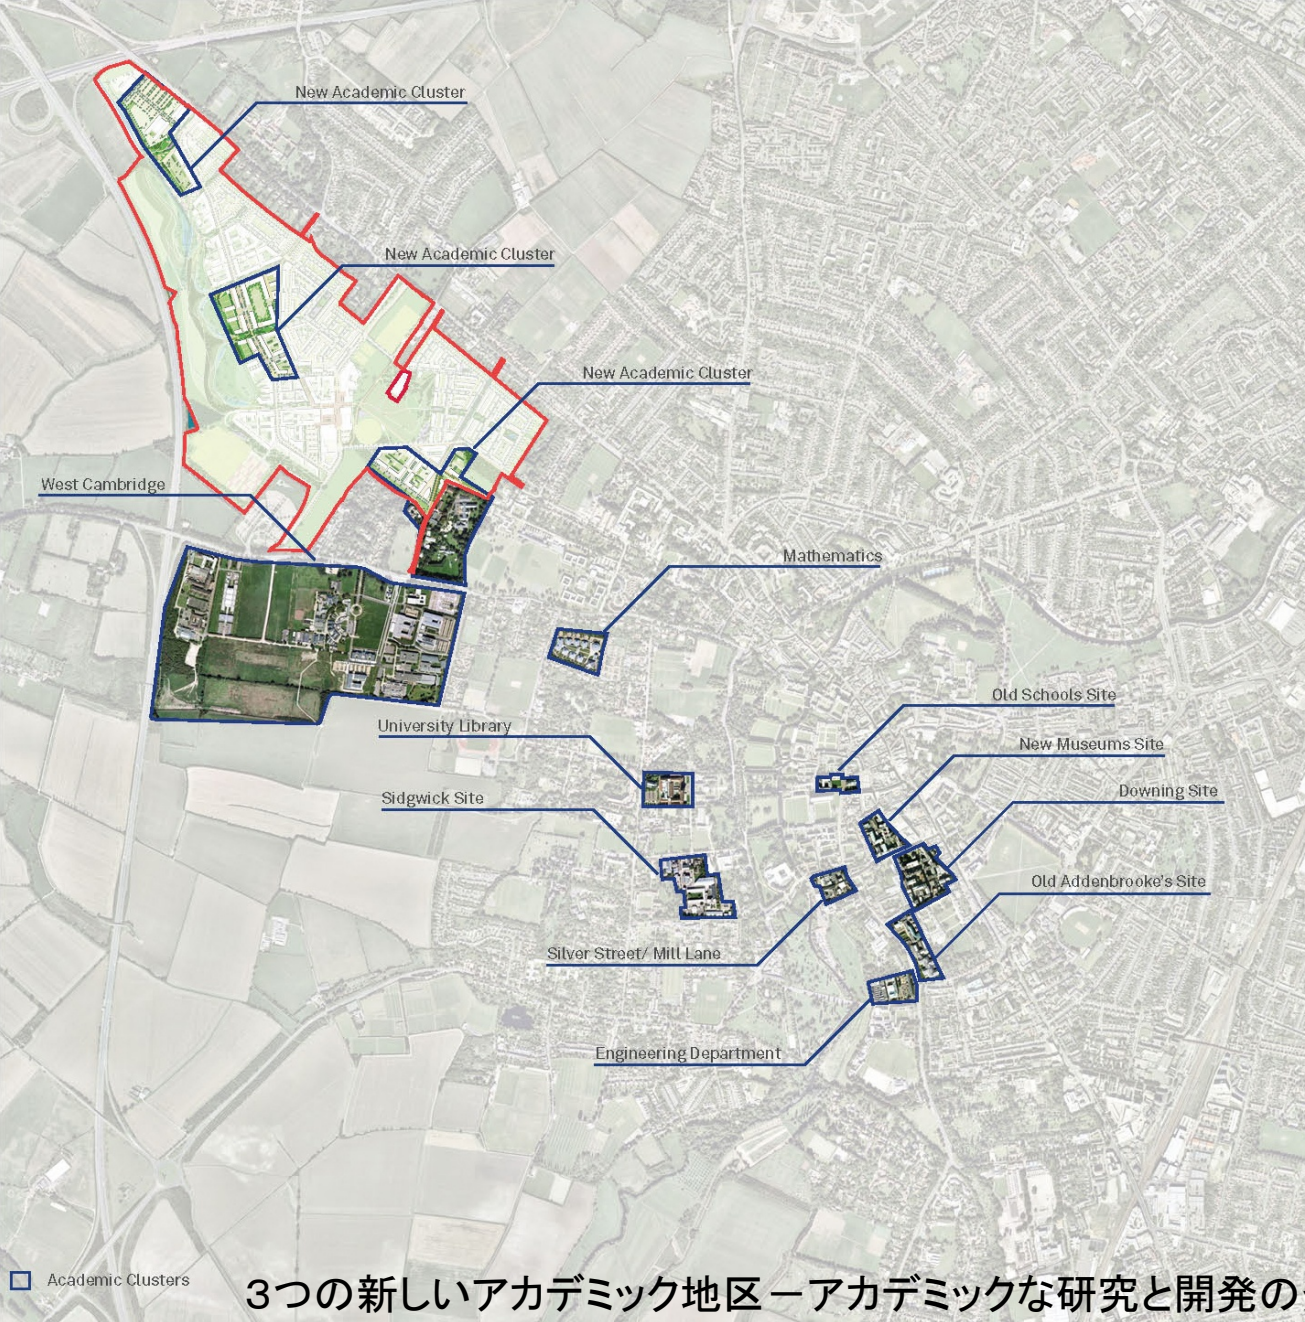 New Academic Cluster
New Academic Cluster
New Academic Cluster
West Cambridge
Mathematics
Old Schools Site
University Library
New Museums Site
Sidgwick Site
Downing Site
Old Addenbrooke's Site
Silver Street/ Mill Lane
Engineering Department
Academic Clusters
３つの新しいアカデミック地区－アカデミックな研究と開発の